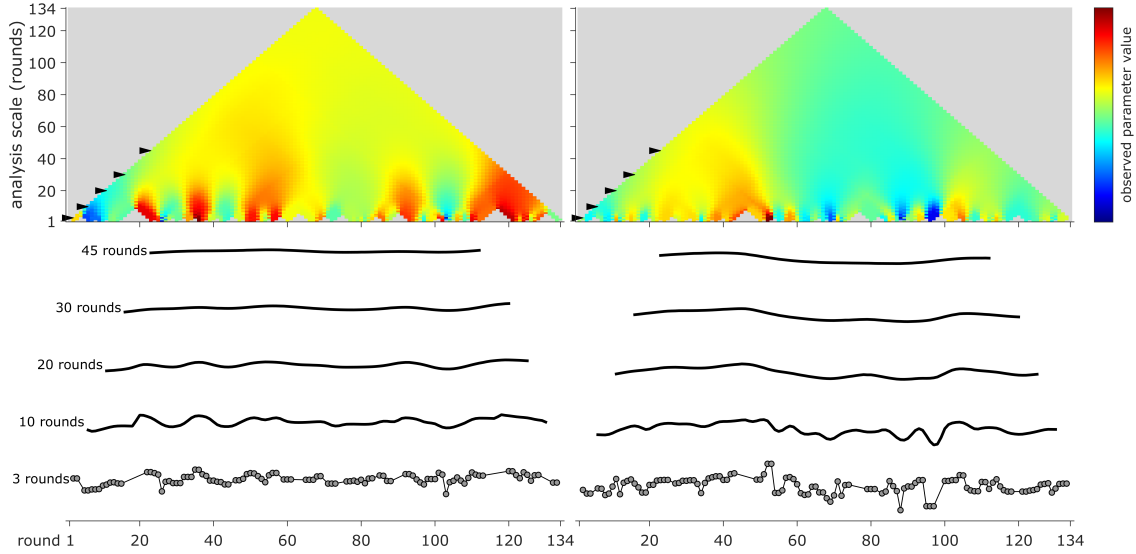 134
120
100
80
60
40
20
1
analysis scale (rounds)
observed parameter value
45 rounds
30 rounds
20 rounds
10 rounds
3 rounds
round 1 20 40 60 80 100 120 134 20 40 60 80 100 120 134